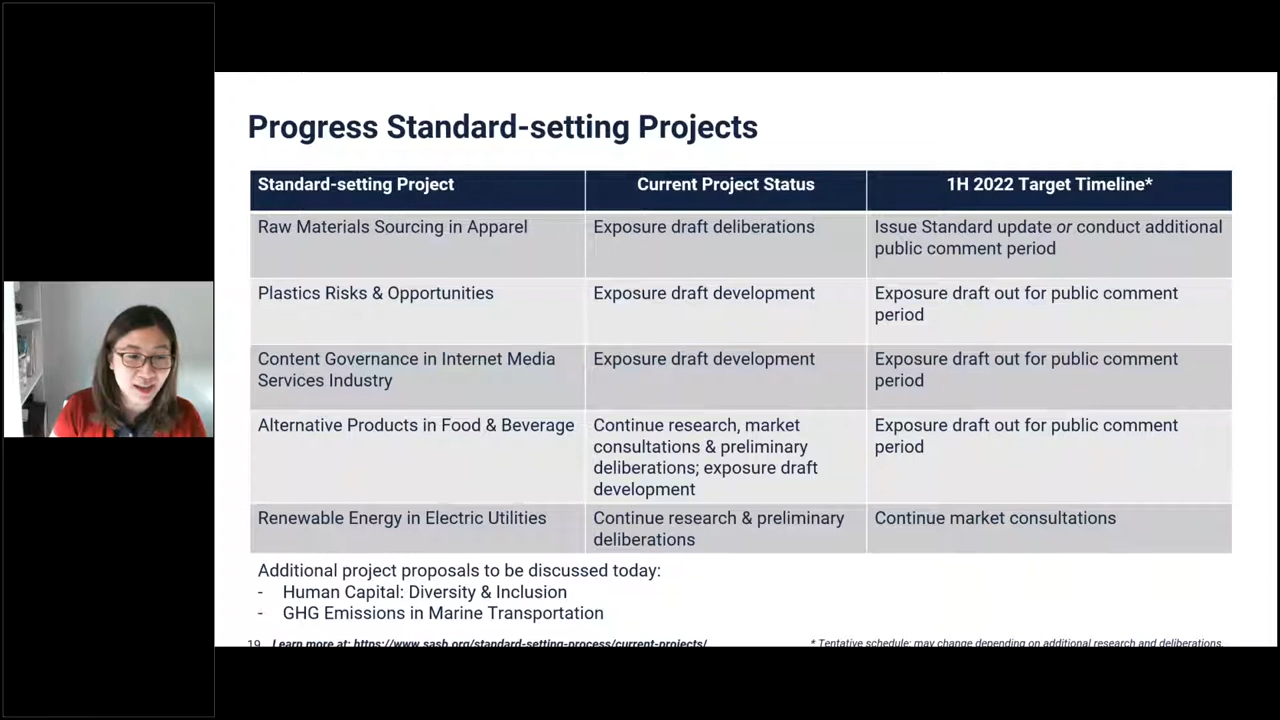 Progress Standard-setting Projects
Standard-setting Project
Current Project Status
1H 2022 Target Timeline*
Raw Materials Sourcing in Apparel
Exposure draft deliberations
Issue Standard update or conduct additional
public comment period
Plastics Risks & Opportunities
Exposure draft development
Exposure draft out for public comment
period
Content Governance in Internet Media
Services Industry
Exposure draft development
Exposure draft out for public comment
period
Alternative Products in Food & Beverage
Continue research, market
consultations & preliminary
deliberations; exposure draft
development
Exposure draft out for public comment
period
Renewable Energy in Electric Utilities
Continue research & preliminary
deliberations
Continue market consultations
Additional project proposals to be discussed today:
- Human Capital: Diversity & Inclusion
- GHG Emissions in Marine Transportation
19 Learn more at: https://www.sasb.org/standard-setting-process/current-projects/
* Tentative schedule; may change depending on additional research and deliberations.